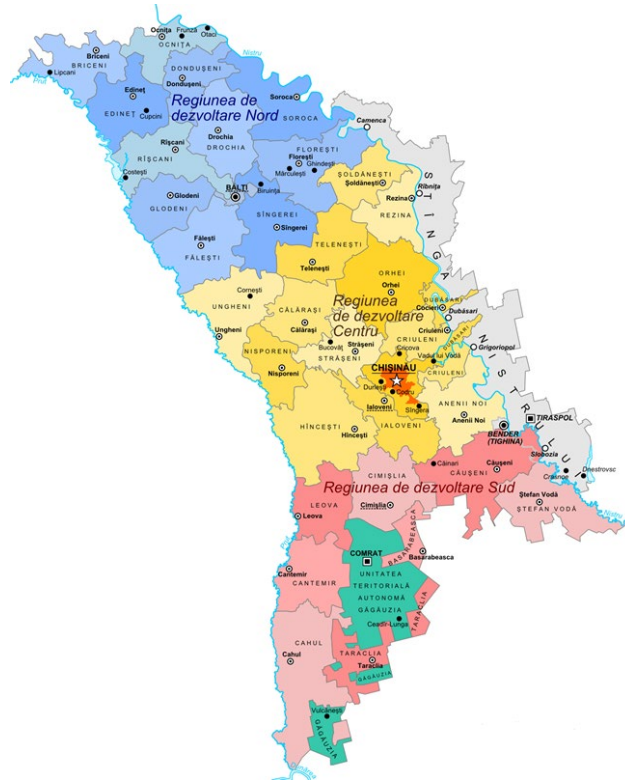 Ocnița
Frunză
Otaci
OCNIȚA
Briceni
BRICENI
Lipcani
Prut
Nistru
DONDUȘENI
Dondușeni
Edineț
EDINEȚ
Cupcini
Regiunea de
dezvoltare Nord
Soroca
SOROCA
Drochia
DROCHIA
Rîșcani
RÎȘCANI
Costești
FLOREȘTI
Florești
Ghindești
Mărculești
Camenca
ȘOLDĂNEȘTI
Șoldănești
Glodeni
GLODENI
BĂLȚI
Biruința
SÎNGEREI
Sîngerei
Rezina
REZINA
Rîbnița
STÎNGA
NISTRULUI
Fălești
FĂLEȘTI
TELENEȘTI
Telenești
ORHEI
Orhei
Cornești
UNGHENI
Ungheni
CĂLĂRAȘI
Călărași
Regiunea
de dezvoltare
Centru
DUBĂSARI
Cocieri
Dubăsari
Criuleni
CRIULENI
DUBĂSARI
Grigoriopol
Bucovăț
Strășeni
STRĂȘENI
Cricova
Vadul lui Vodă
CRIULENI
NISPORENI
Nisporeni
CHIȘINĂU
Durlești
Codru
Ialoveni
Sîngera
IALOVENI
ANENII NOI
Anenii Noi
HÎNCEȘTI
Hîncești
TIRASPOL
BENDER
(TIGHINA)
Slobozia
Crasnoe
Dnestrovsc
Căinari
CĂUȘENI
Căușeni
CIMIȘLIA
Regiunea de dezvoltare Sud
Cimișlia
LEOVA
Leova
Ștefan Vodă
ȘTEFAN VODĂ
Nistru
BASARABEASCA
Basarabeasca
COMRAT
UNITATEA
TERITORIALĂ
AUTONOMĂ
GĂGĂUZIA
Cantemir
CANTEMIR
Ceadîr-Lunga
TARACLIA
CAHUL
Cahul
TARACLIA
Taraclia
GĂGĂUZIA
Vulcănești
GĂGĂUZIA